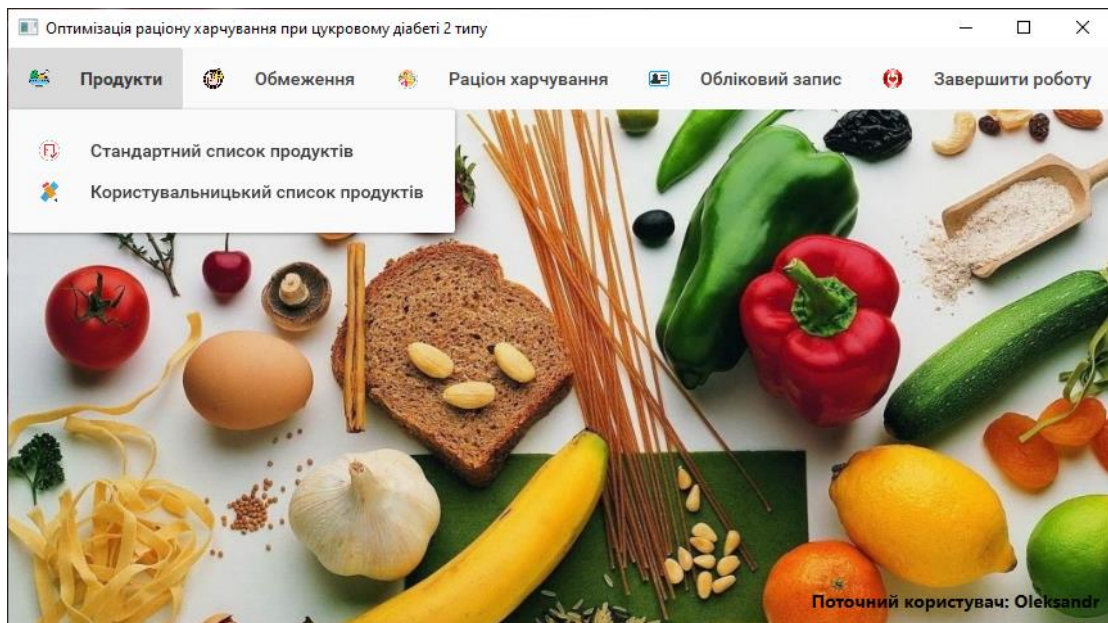 Оптимізація раціону харчування при цукровому діабеті 2 типу
Продукти Обмеження Раціон харчування Обліковий запис Завершити роботу
Стандартний список продуктів
Користувальницький список продуктів
Поточний користувач: Oleksandr